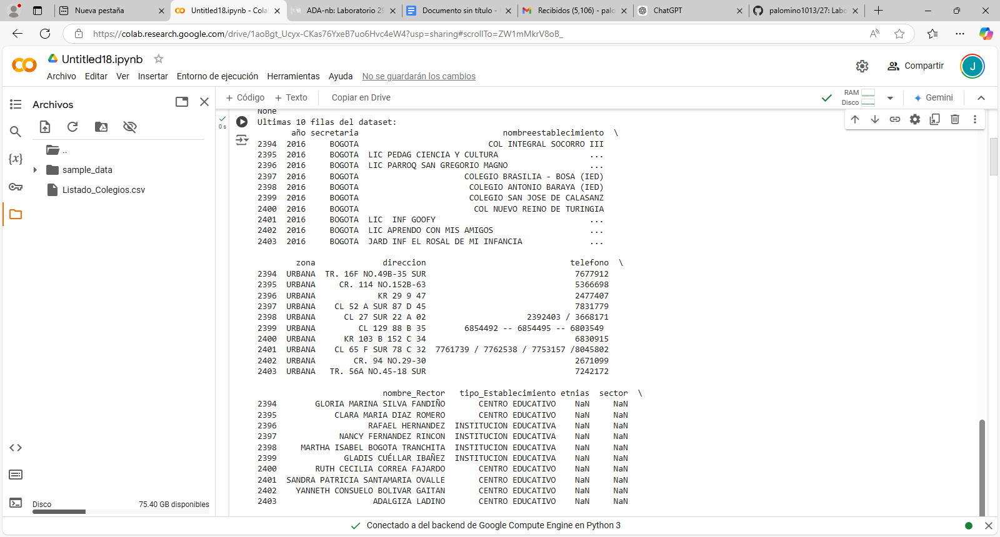 Nueva pestaña
Untitled18.ipynb - Cola
ADA-nb: Laboratorio 29
Documento sin título -
Recibidos (5,106) - palo
ChatGPT
palomino1013/27: Labo
https://colab.research.google.com/drive/1aoBgt_Ucyx-CKas76YxeB7uo6Hvc4eW4?usp=sharing#scrollTo=ZW1mMkrV8oB_
Untitled18.ipynb
Archivo Editar Ver Insertar Entorno de ejecución Herramientas Ayuda No se guardarán los cambios
Compartir
J
Archivos
+ Código + Texto Copiar en Drive
RAM
Disco
Gemini
..
sample_data
Listado_Colegios.csv
Disco 75.40 GB disponibles
0 s
None
Ultimas 10 filas del dataset:
año secretaria nombreestablecimiento \
2394 2016 BOGOTA COL INTEGRAL SOCORRO III
2395 2016 BOGOTA LIC PEDAG CIENCIA Y CULTURA ...
2396 2016 BOGOTA LIC PARROQ SAN GREGORIO MAGNO ...
2397 2016 BOGOTA COLEGIO BRASILIA - BOSA (IED)
2398 2016 BOGOTA COLEGIO ANTONIO BARAYA (IED)
2399 2016 BOGOTA COLEGIO SAN JOSE DE CALASANZ
2400 2016 BOGOTA COL NUEVO REINO DE TURINGIA
2401 2016 BOGOTA LIC  INF GOOFY ...
2402 2016 BOGOTA LIC APRENDO CON MIS AMIGOS ...
2403 2016 BOGOTA JARD INF EL ROSAL DE MI INFANCIA ...
zona direccion telefono \
2394 URBANA TR. 16F NO.49B-35 SUR 7677912
2395 URBANA CR. 114 NO.152B-63 5366698
2396 URBANA KR 29 9 47 2477407
2397 URBANA CL 52 A SUR 87 D 45 7831779
2398 URBANA CL 27 SUR 22 A 02 2392403 / 3668171
2399 URBANA CL 129 88 B 35 6854492 -- 6854495 -- 6803549
2400 URBANA KR 103 B 152 C 34 6830915
2401 URBANA CL 65 F SUR 78 C 32 7761739 / 7762538 / 7753157 /8045802
2402 URBANA CR. 94 NO.29-30 2671099
2403 URBANA TR. 56A NO.45-18 SUR 7242172
nombre_Rector tipo_Establecimiento etnias sector \
2394 GLORIA MARINA SILVA FANDIÑO CENTRO EDUCATIVO NaN NaN
2395 CLARA MARIA DIAZ ROMERO CENTRO EDUCATIVO NaN NaN
2396 RAFAEL HERNANDEZ INSTITUCION EDUCATIVA NaN NaN
2397 NANCY FERNANDEZ RINCON INSTITUCION EDUCATIVA NaN NaN
2398 MARTHA ISABEL BOGOTA TRANCHITA INSTITUCION EDUCATIVA NaN NaN
2399 GLADIS CUÉLLAR IBAÑEZ INSTITUCION EDUCATIVA NaN NaN
2400 RUTH CECILIA CORREA FAJARDO CENTRO EDUCATIVO NaN NaN
2401 SANDRA PATRICIA SANTAMARIA OVALLE CENTRO EDUCATIVO NaN NaN
2402 YANNETH CONSUELO BOLIVAR GAITAN CENTRO EDUCATIVO NaN NaN
2403 ADALGIZA LADINO CENTRO EDUCATIVO NaN NaN
Conectado a del backend de Google Compute Engine en Python 3